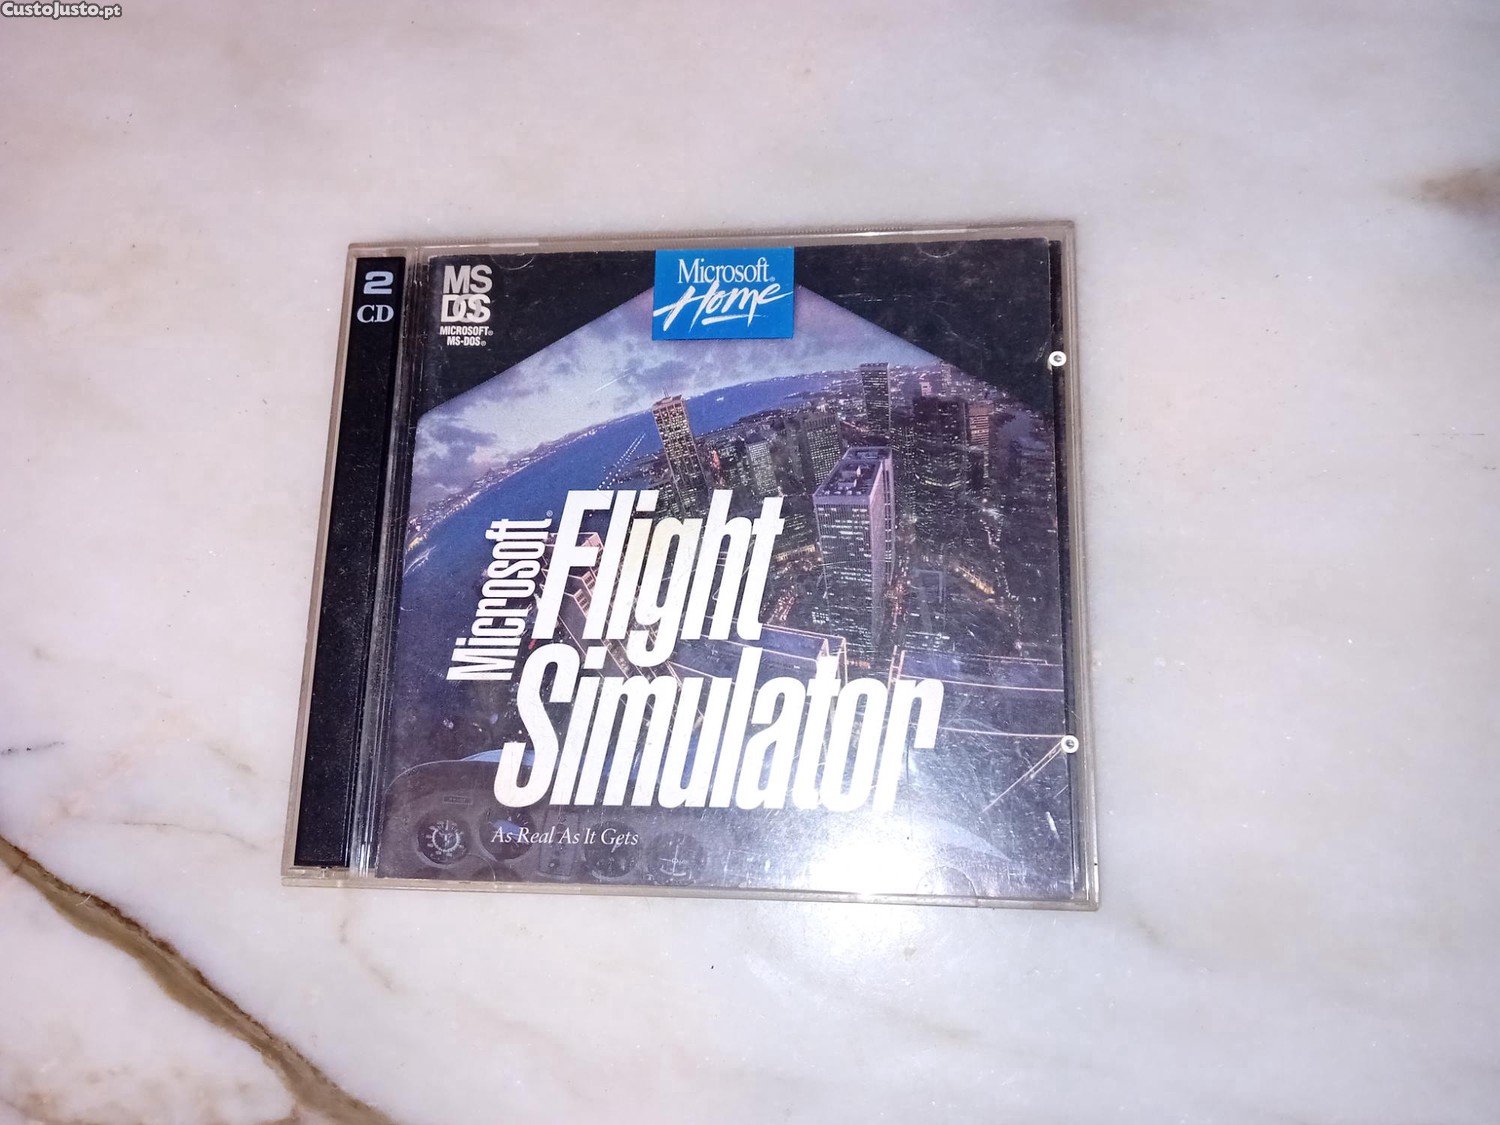 CustoJusto.pt
2
CD
MS
DOS
MICROSOFT®
MS-DOS®
Microsoft®
Home
Microsoft®
Flight
Simulator
As Real As It Gets